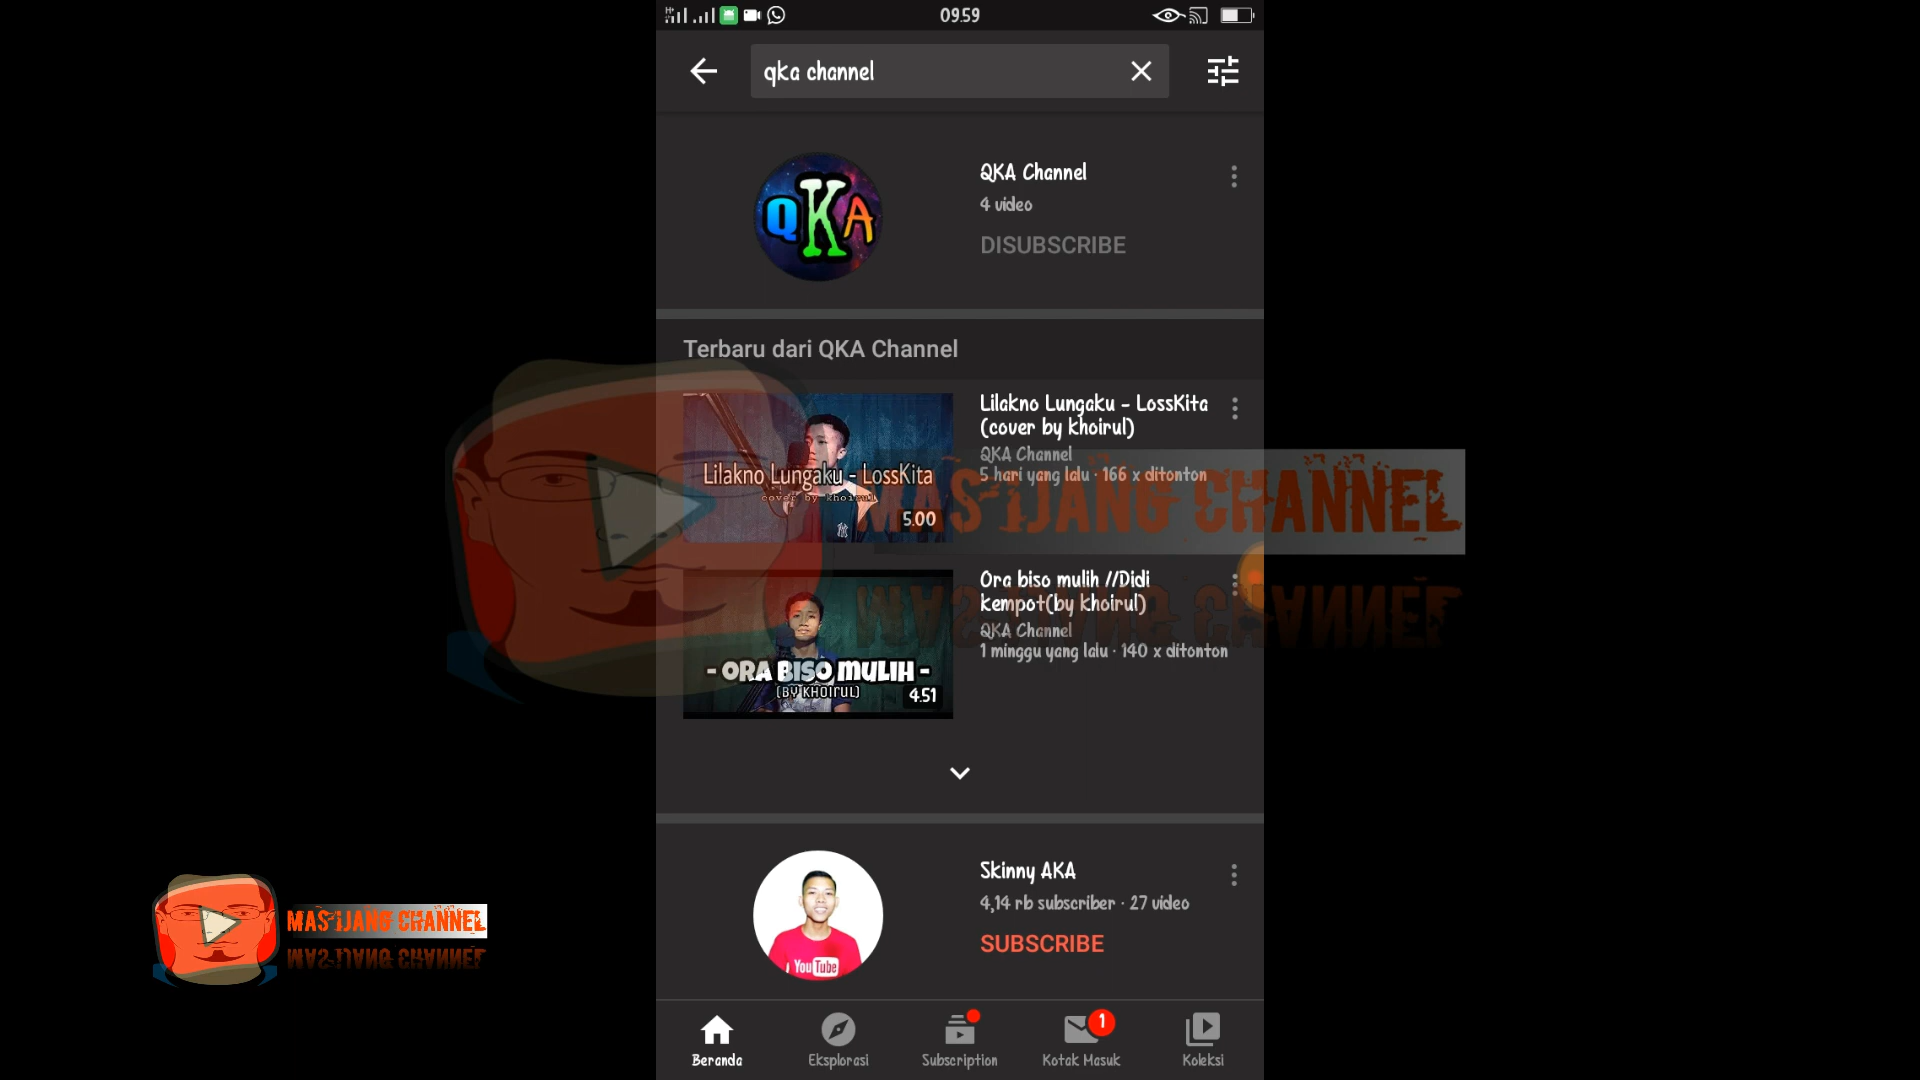 09.59
qka channel
QKA
QKA Channel
4 video
DISUBSCRIBE
Terbaru dari QKA Channel
Lilakno Lungaku - LossKita
cover by khoirul
5.00
Lilakno Lungaku - LossKita
(cover by khoirul)
QKA Channel
5 hari yang lalu · 166 x ditonton
MAS IJANG CHANNEL
- ORA BISO MULIH -
(BY KHOIRUL)
4.51
Ora biso mulih //Didi
kempot(by khoirul)
QKA Channel
1 minggu yang lalu · 140 x ditonton
YouTube
Skinny AKA
4,14 rb subscriber · 27 video
SUBSCRIBE
MAS IJANG CHANNEL
1
Beranda
Eksplorasi
Subscription
Kotak Masuk
Koleksi